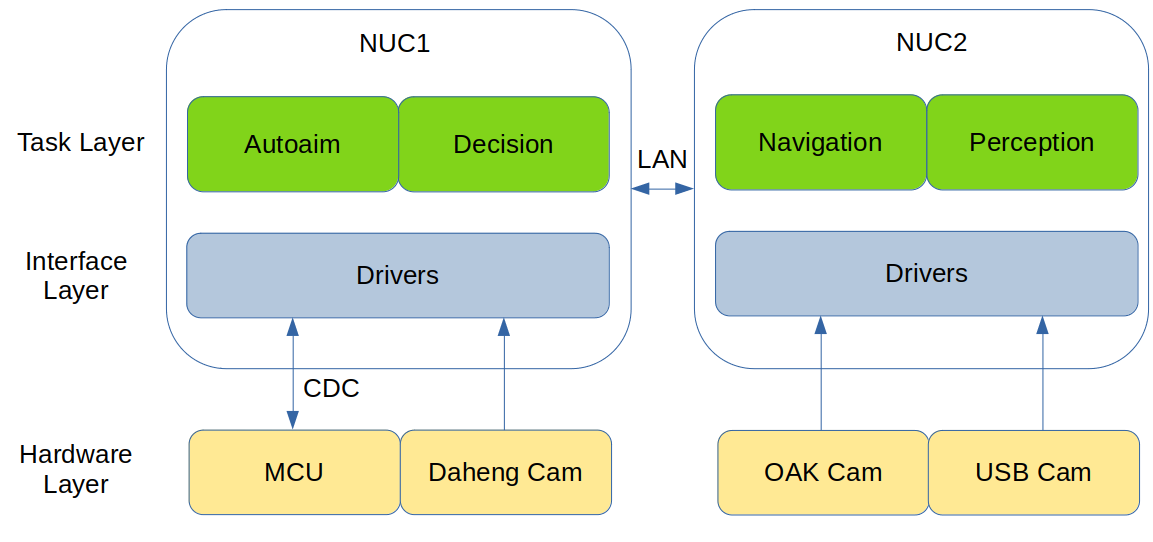 NUC1
NUC2
Task Layer
Autoaim
Decision
LAN
Navigation
Perception
Interface
Layer
Drivers
Drivers
CDC
Hardware
Layer
MCU
Daheng Cam
OAK Cam
USB Cam